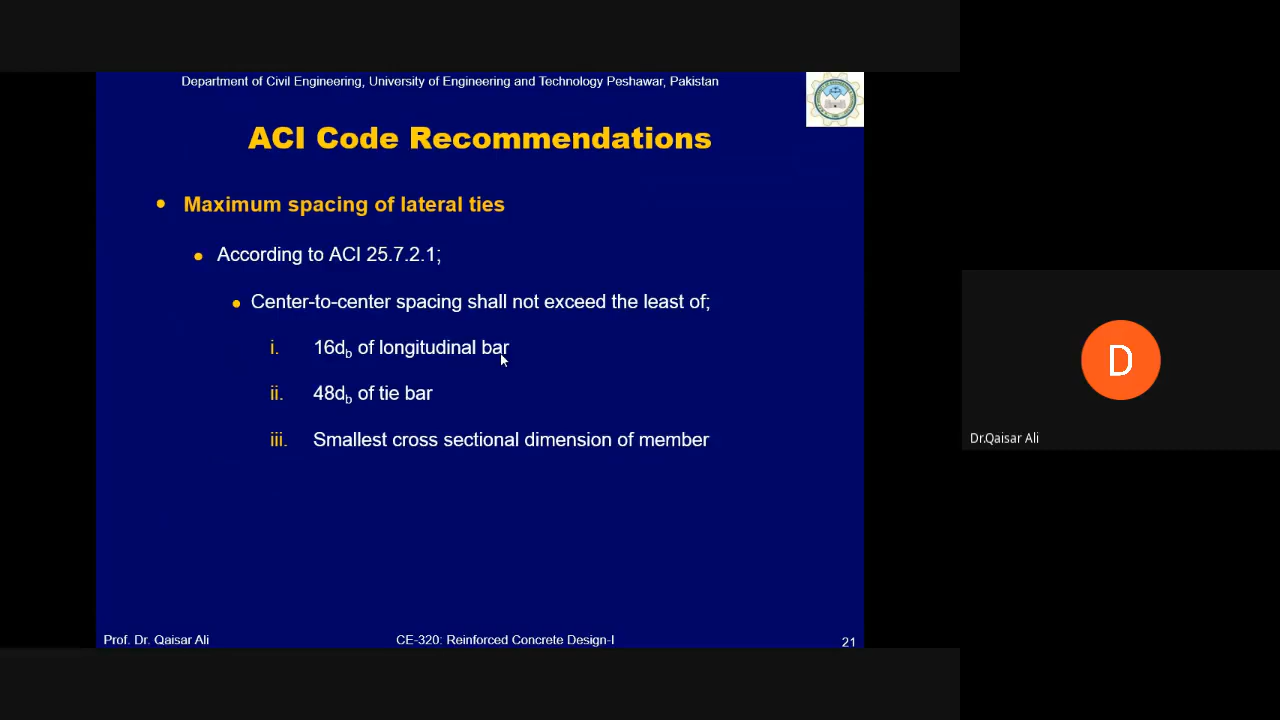 Department of Civil Engineering, University of Engineering and Technology Peshawar, Pakistan
ACI Code Recommendations
• Maximum spacing of lateral ties
• According to ACI 25.7.2.1;
• Center-to-center spacing shall not exceed the least of;
i. 16db of longitudinal bar
ii. 48db of tie bar
iii. Smallest cross sectional dimension of member
Prof. Dr. Qaisar Ali
CE-320: Reinforced Concrete Design-I
21
D
Dr.Qaisar Ali